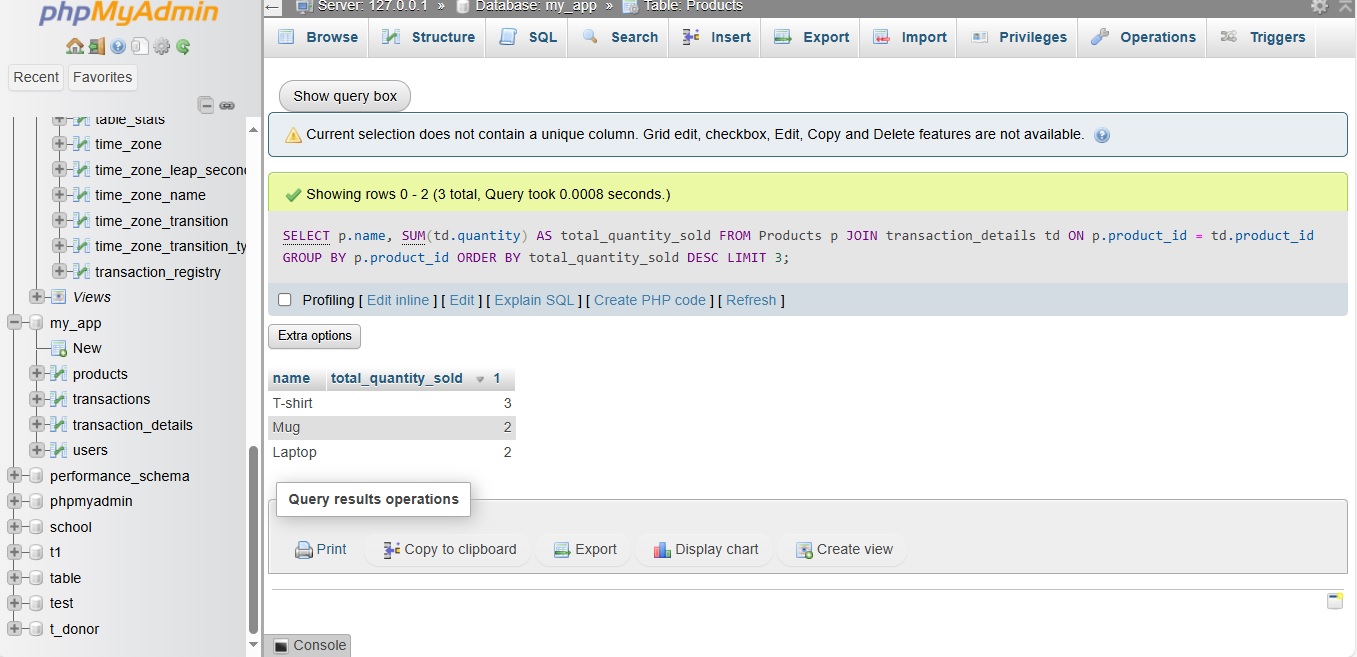 phpMyAdmin
Recent
Favorites
table_stats
time_zone
time_zone_leap_secon
time_zone_name
time_zone_transition
time_zone_transition_ty
transaction_registry
Views
my_app
New
products
transactions
transaction_details
users
performance_schema
phpmyadmin
school
t1
table
test
t_donor
Server: 127.0.0.1 » Database: my_app » Table: Products
Browse Structure SQL Search Insert Export Import Privileges Operations Triggers
Show query box
Current selection does not contain a unique column. Grid edit, checkbox, Edit, Copy and Delete features are not available.
Showing rows 0 - 2 (3 total, Query took 0.0008 seconds.)
SELECT p.name, SUM(td.quantity) AS total_quantity_sold FROM Products p JOIN transaction_details td ON p.product_id = td.product_id
GROUP BY p.product_id ORDER BY total_quantity_sold DESC LIMIT 3;
Profiling [ Edit inline ] [ Edit ] [ Explain SQL ] [ Create PHP code ] [ Refresh ]
Extra options
name total_quantity_sold 1
T-shirt 3
Mug 2
Laptop 2
Query results operations
Print Copy to clipboard Export Display chart Create view
Console